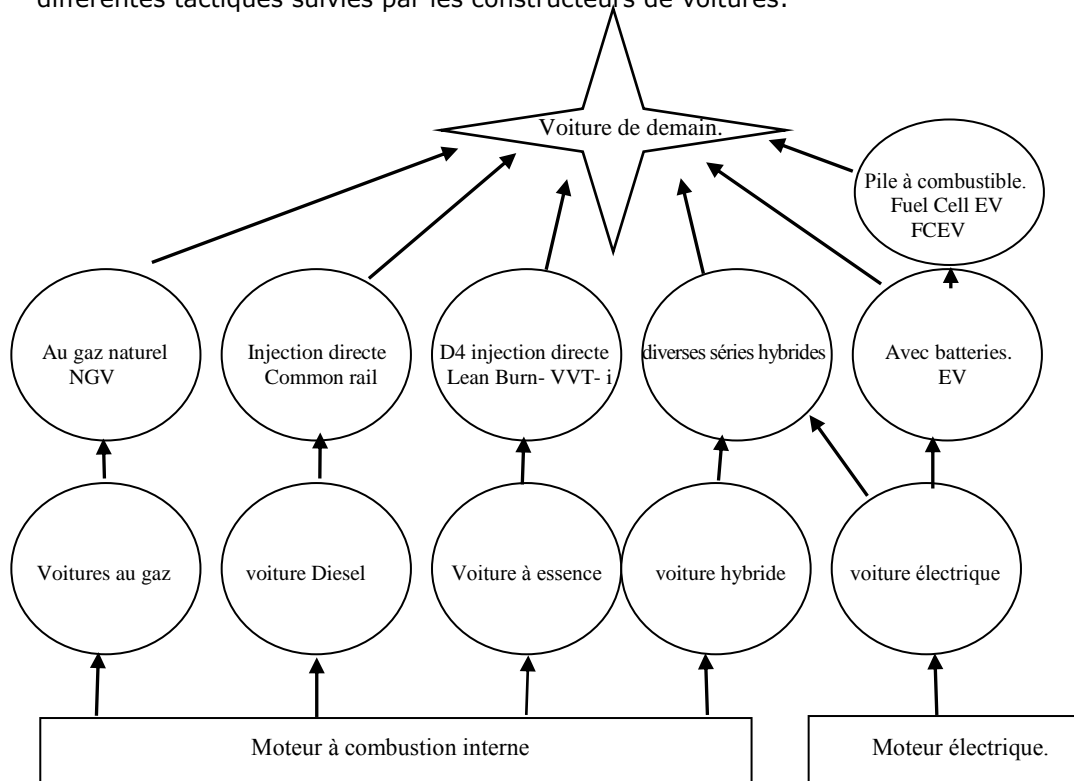 différentes tactiques suivies par les constructeurs de voitures:
Voiture de demain.
Pile à combustible.
Fuel Cell EV
FCEV
Au gaz naturel
NGV
Injection directe
Common rail
D4 injection directe
Lean Burn- VVT- i
diverses séries hybrides
Avec batteries.
EV
Voitures au gaz
voiture Diesel
Voiture à essence
voiture hybride
voiture électrique
Moteur à combustion interne
Moteur électrique.